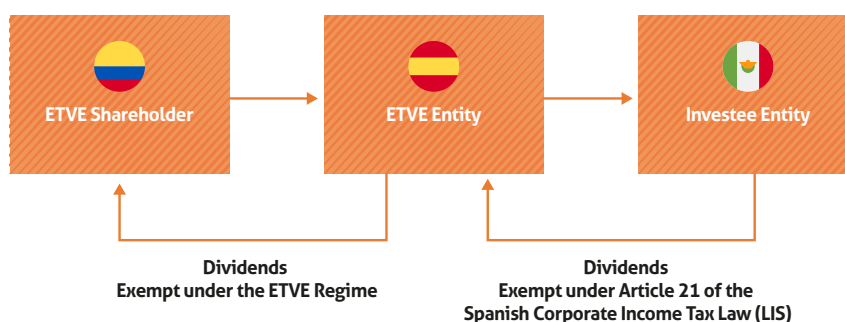 ETVE Shareholder
ETVE Entity
Investee Entity
Dividends
Exempt under the ETVE Regime
Dividends
Exempt under Article 21 of the
Spanish Corporate Income Tax Law (LIS)